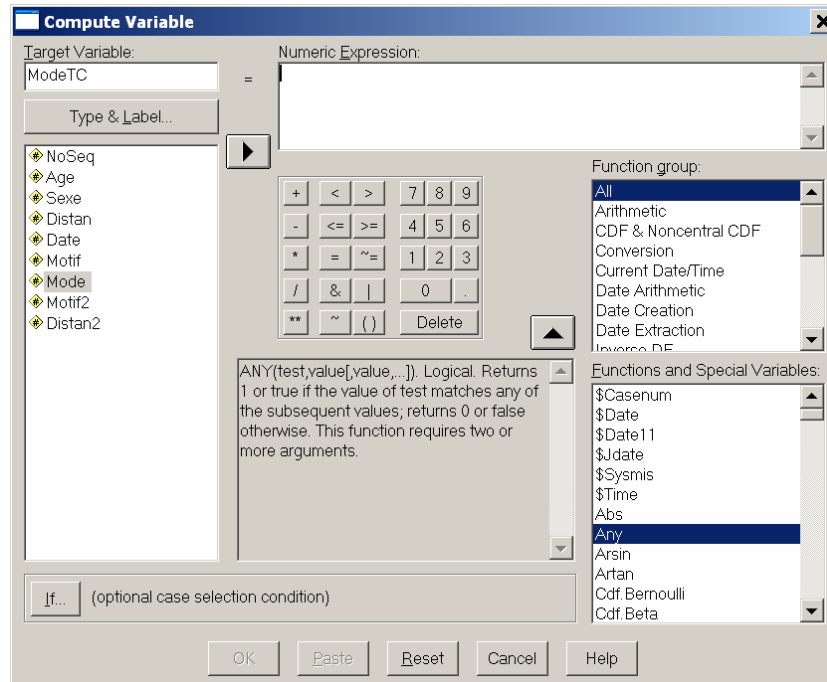 Compute Variable
Target Variable:
ModeTC
Type & Label...
=
Numeric Expression:
NoSeq
Age
Sexe
Distan
Date
Motif
Mode
Motif2
Distan2
+ < > 7 8 9
- <= >= 4 5 6
* = ~= 1 2 3
/ & | 0 .
** ~ () Delete
Function group:
All
Arithmetic
CDF & Noncentral CDF
Conversion
Current Date/Time
Date Arithmetic
Date Creation
Date Extraction
Inverse DF
ANY(test,value[,value,...]). Logical. Returns
1 or true if the value of test matches any of
the subsequent values; returns 0 or false
otherwise. This function requires two or
more arguments.
Functions and Special Variables:
$Casenum
$Date
$Date11
$Jdate
$Sysmis
$Time
Abs
Any
Arsin
Artan
Cdf.Bernoulli
Cdf.Beta
If... (optional case selection condition)
OK Paste Reset Cancel Help